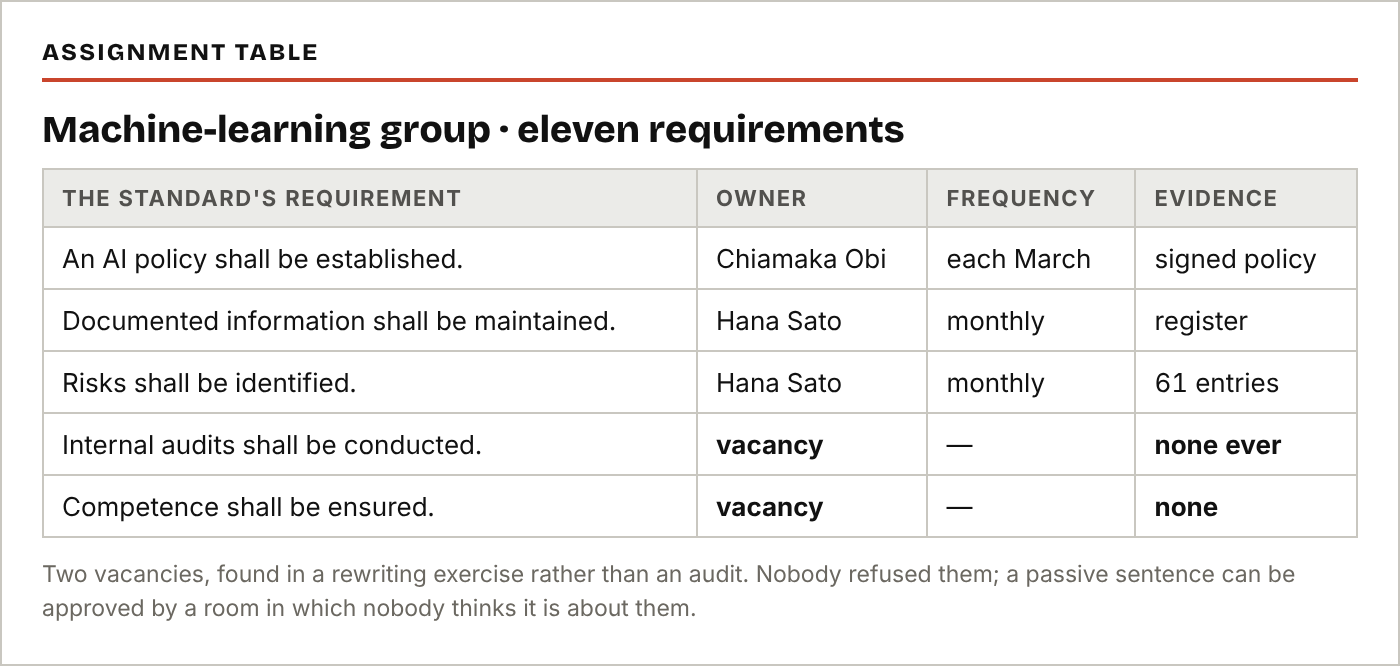 ASSIGNMENT TABLE
Machine-learning group · eleven requirements
THE STANDARD'S REQUIREMENT OWNER FREQUENCY EVIDENCE
An AI policy shall be established. Chiamaka Obi each March signed policy
Documented information shall be maintained. Hana Sato monthly register
Risks shall be identified. Hana Sato monthly 61 entries
Internal audits shall be conducted. vacancy — none ever
Competence shall be ensured. vacancy — none
Two vacancies, found in a rewriting exercise rather than an audit. Nobody refused them; a passive sentence can be
approved by a room in which nobody thinks it is about them.